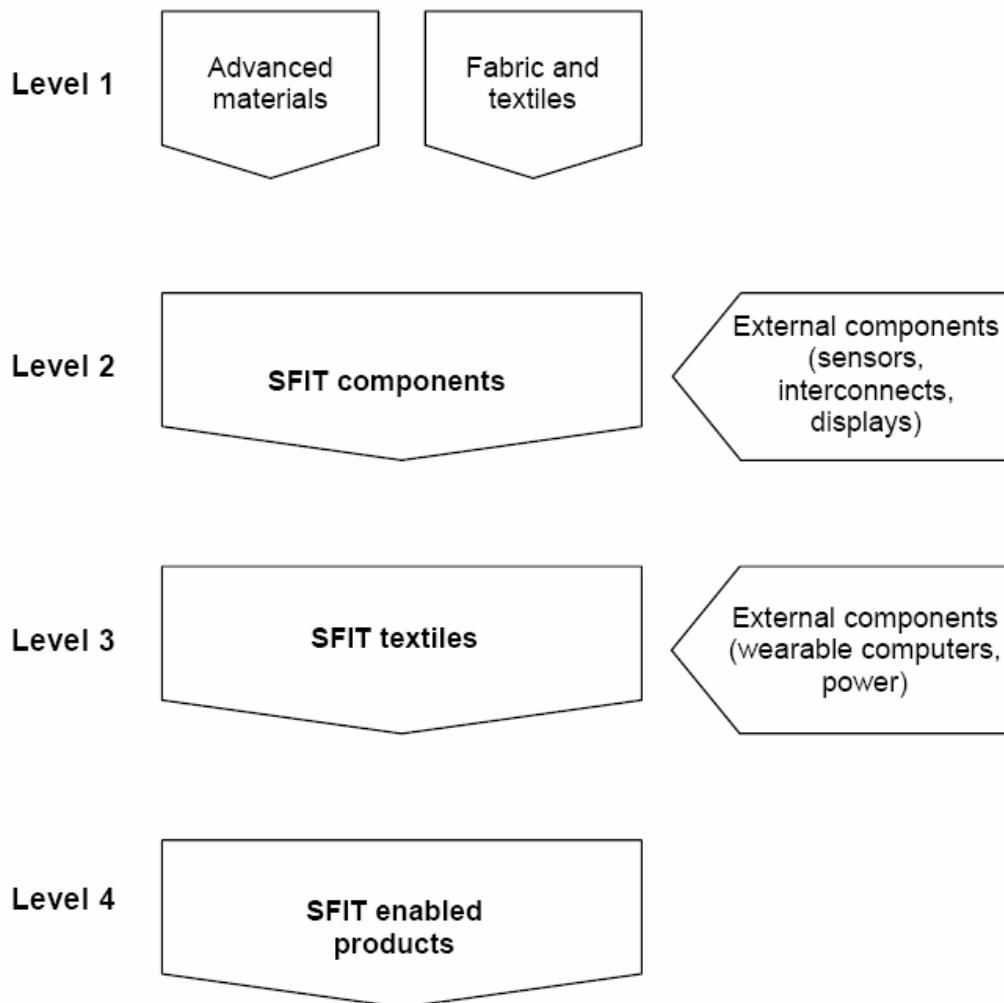 Level 1
Advanced
materials
Fabric and
textiles
Level 2
SFIT components
External components
(sensors,
interconnects,
displays)
Level 3
SFIT textiles
External components
(wearable computers,
power)
Level 4
SFIT enabled
products